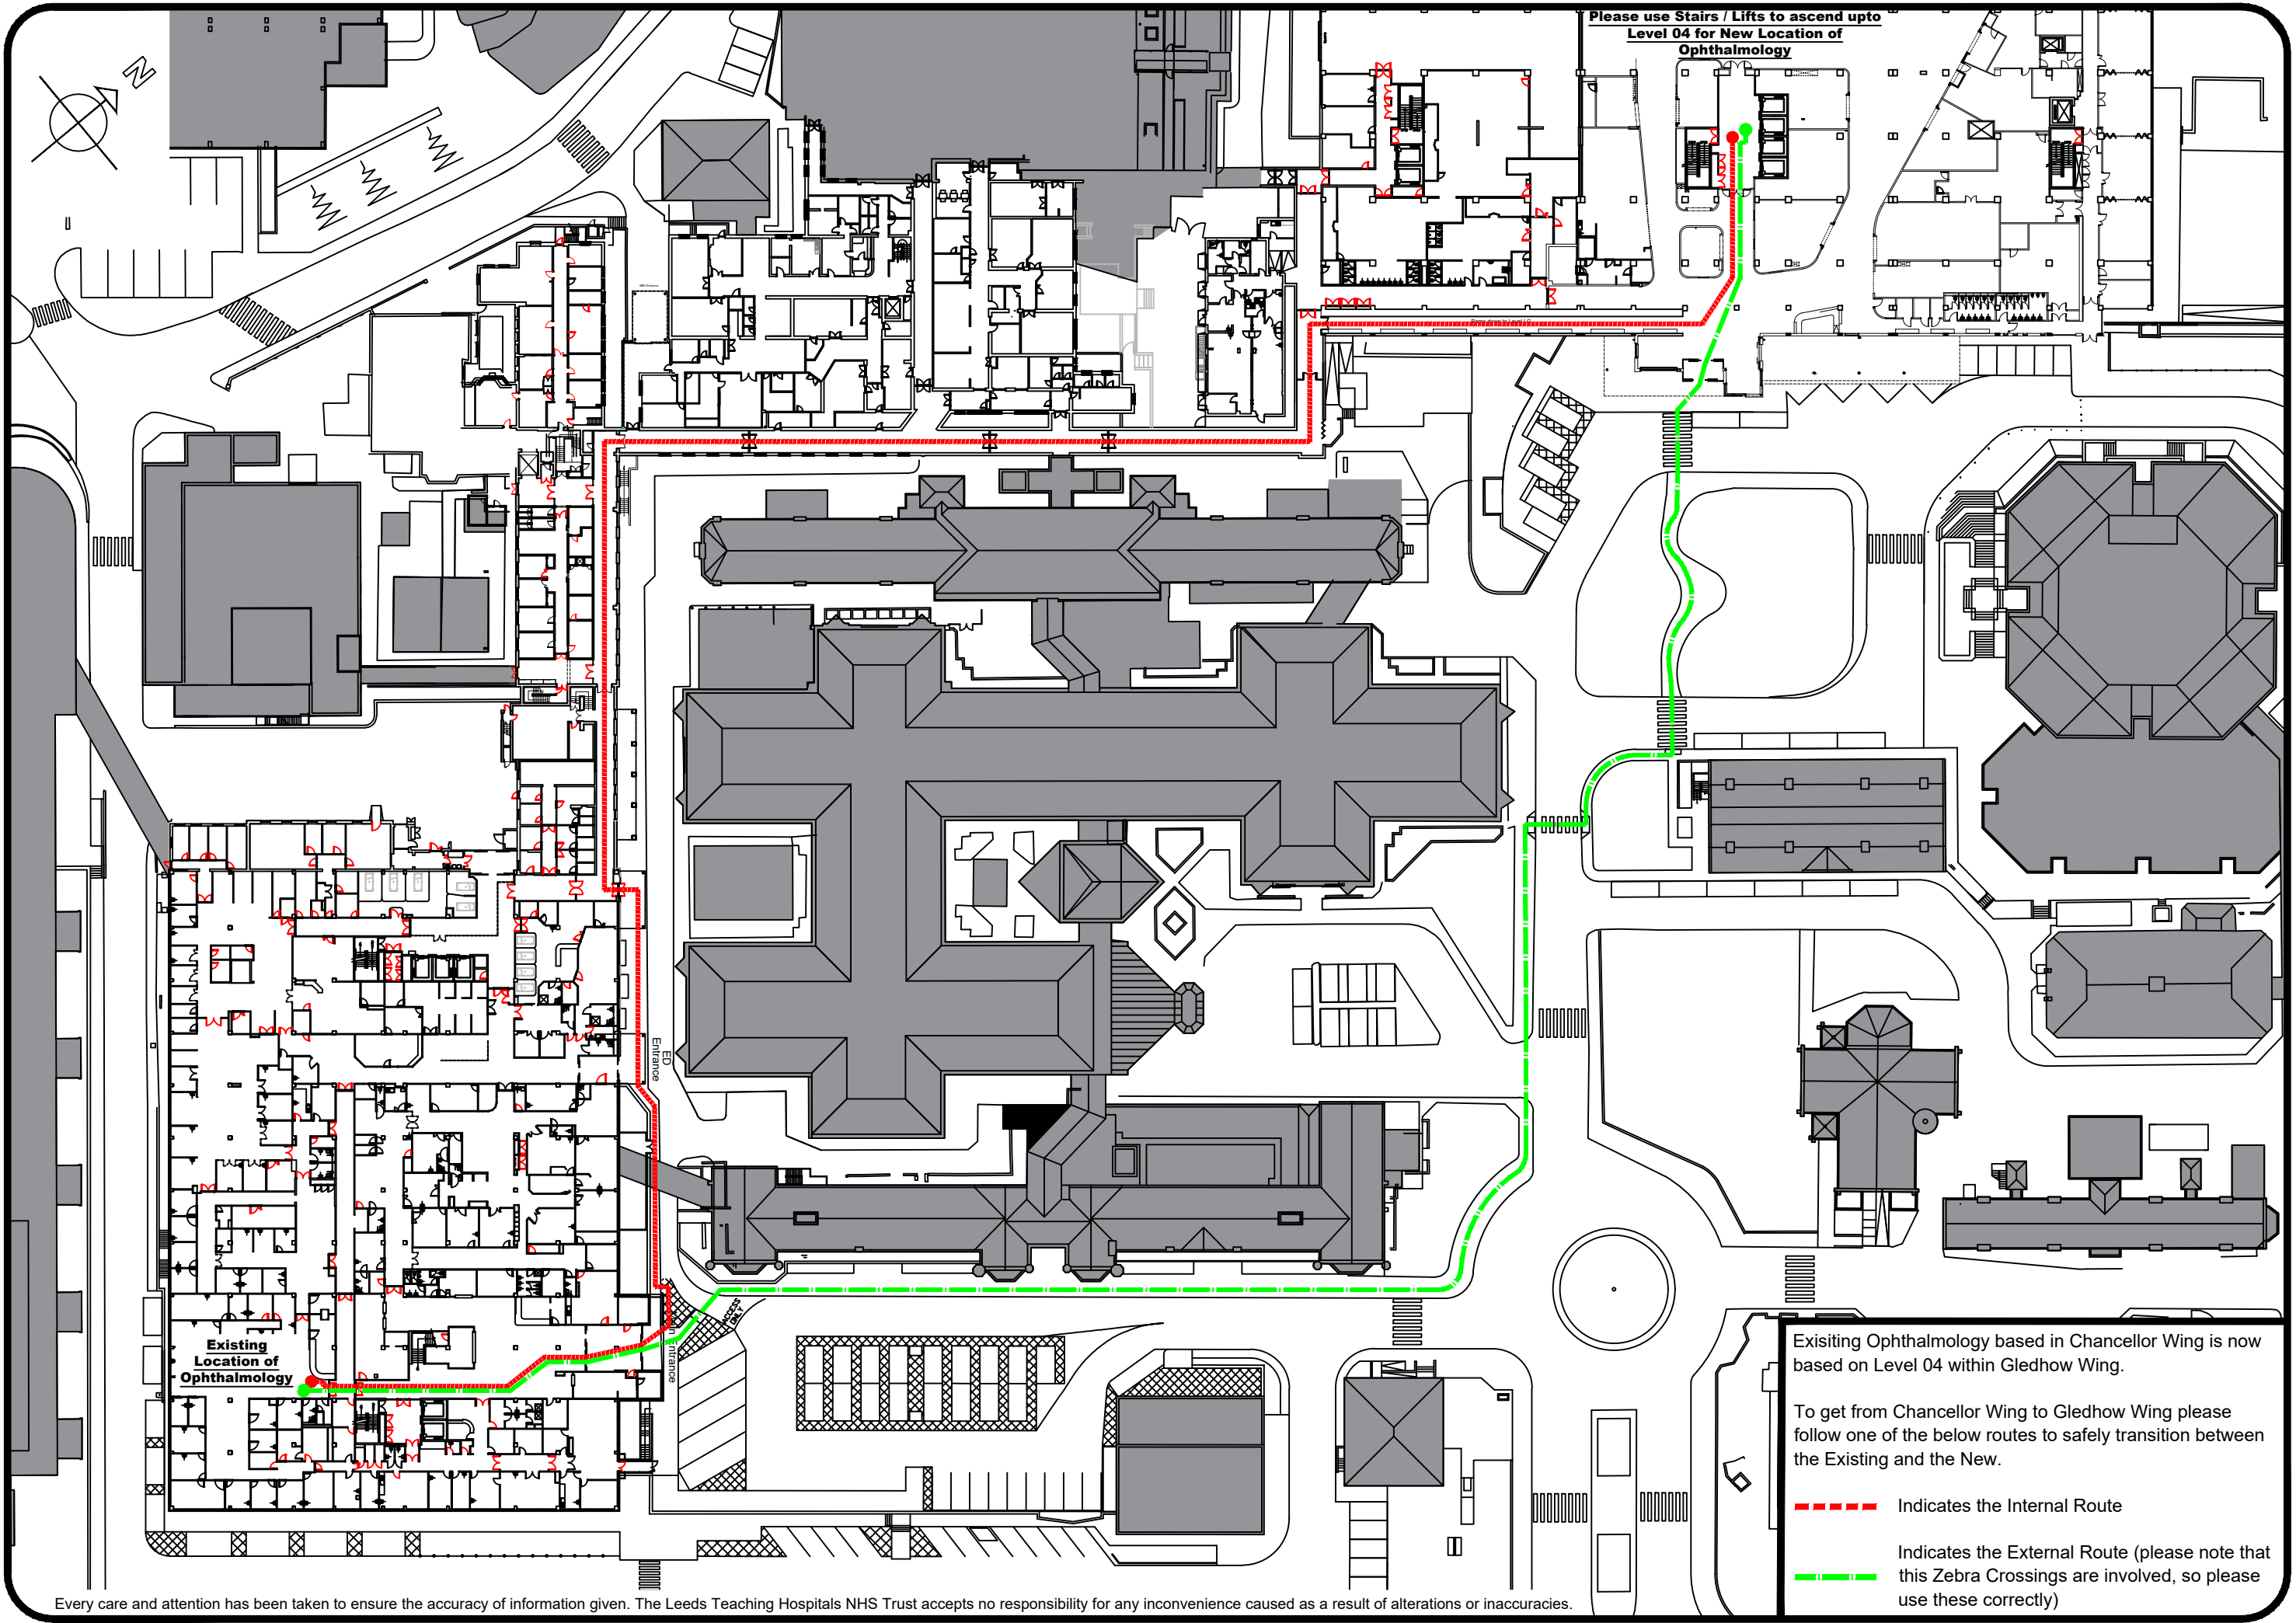 Please use Stairs / Lifts to ascend upto
Level 04 for New Location of
Ophthalmology
N
ED
Entrance
ACCESS
ONLY
Existing
Location of
Ophthalmology
Exisiting Ophthalmology based in Chancellor Wing is now
based on Level 04 within Gledhow Wing.
To get from Chancellor Wing to Gledhow Wing please
follow one of the below routes to safely transition between
the Existing and the New.
Indicates the Internal Route
Indicates the External Route (please note that
this Zebra Crossings are involved, so please
use these correctly)
Every care and attention has been taken to ensure the accuracy of information given. The Leeds Teaching Hospitals NHS Trust accepts no responsibility for any inconvenience caused as a result of alterations or inaccuracies.